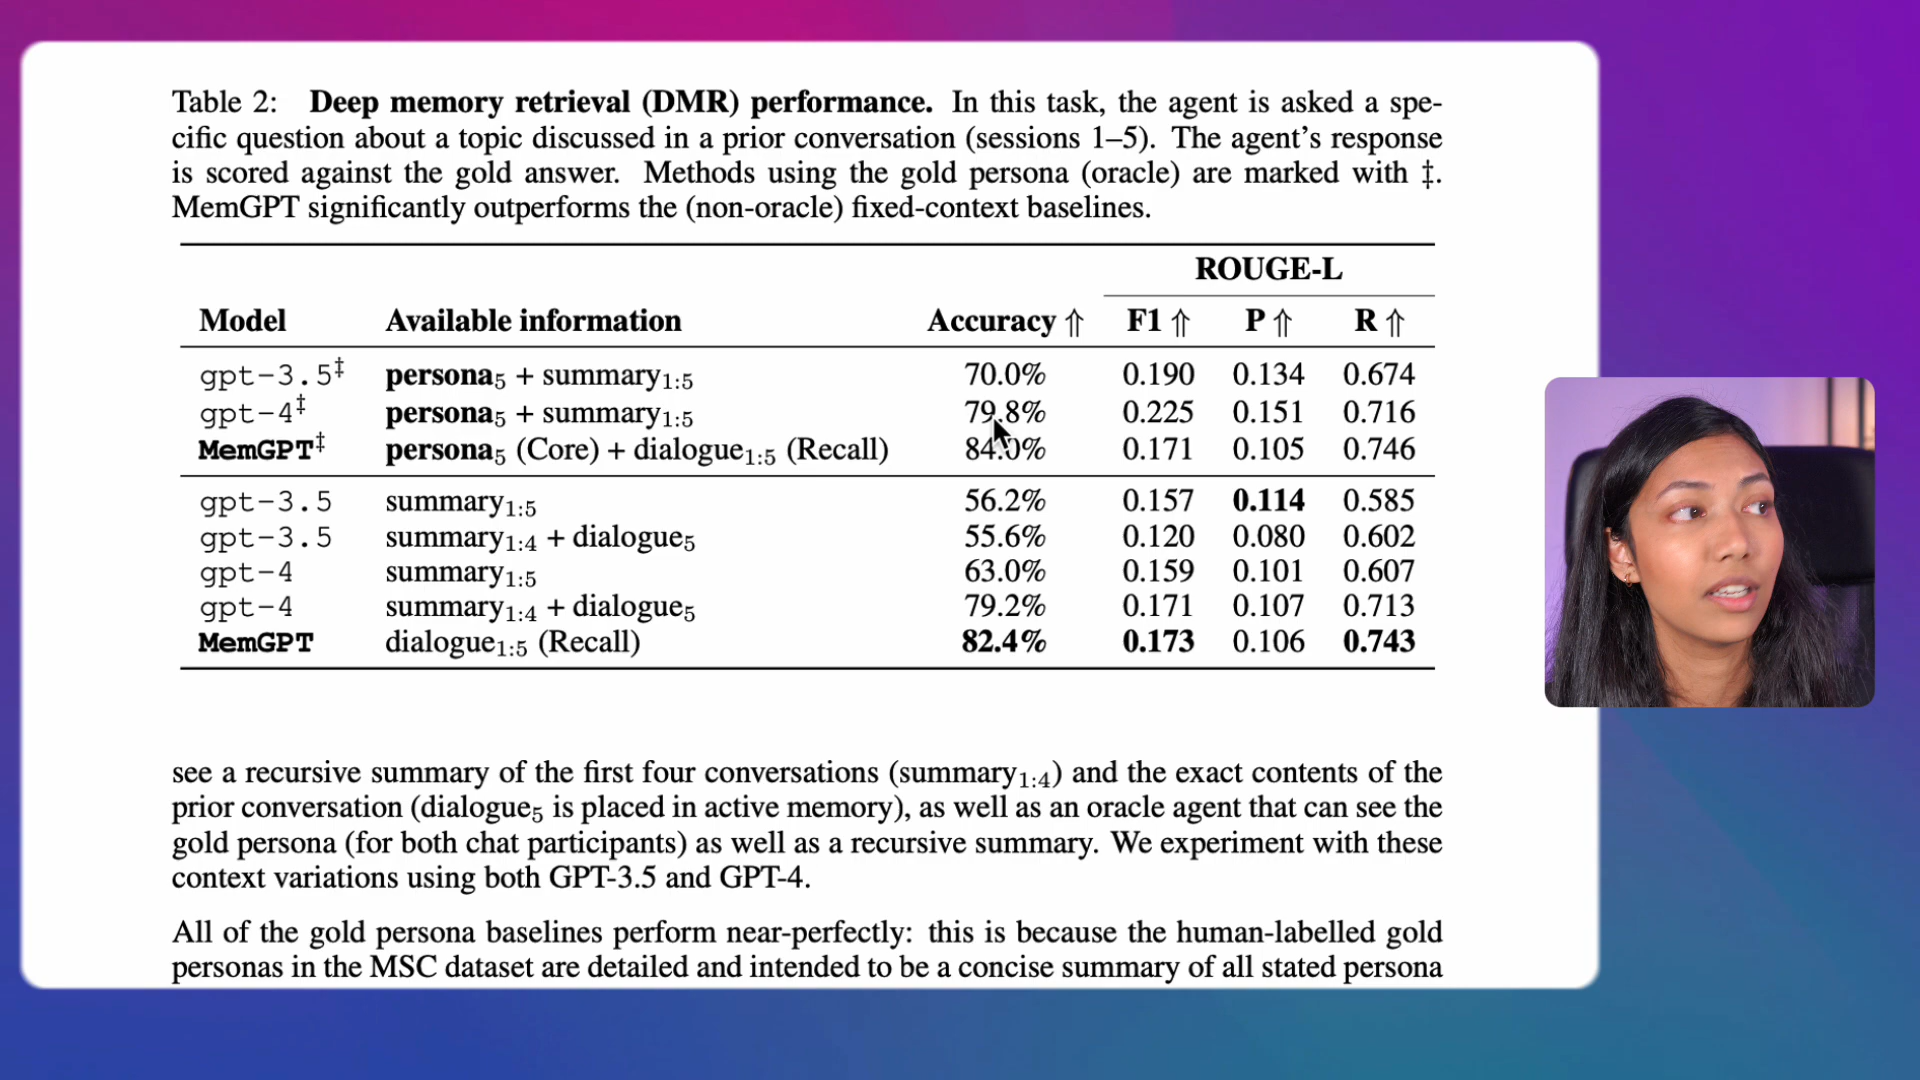 Table 2: Deep memory retrieval (DMR) performance. In this task, the agent is asked a spe-
cific question about a topic discussed in a prior conversation (sessions 1–5). The agent's response
is scored against the gold answer. Methods using the gold persona (oracle) are marked with ‡.
MemGPT significantly outperforms the (non-oracle) fixed-context baselines.
ROUGE-L
Model Available information Accuracy ⇑ F1 ⇑ P ⇑ R ⇑
gpt-3.5‡ persona5 + summary1:5 70.0% 0.190 0.134 0.674
gpt-4‡ persona5 + summary1:5 79.8% 0.225 0.151 0.716
MemGPT‡ persona5 (Core) + dialogue1:5 (Recall) 84.0% 0.171 0.105 0.746
gpt-3.5 summary1:5 56.2% 0.157 0.114 0.585
gpt-3.5 summary1:4 + dialogue5 55.6% 0.120 0.080 0.602
gpt-4 summary1:5 63.0% 0.159 0.101 0.607
gpt-4 summary1:4 + dialogue5 79.2% 0.171 0.107 0.713
MemGPT dialogue1:5 (Recall) 82.4% 0.173 0.106 0.743
see a recursive summary of the first four conversations (summary1:4) and the exact contents of the
prior conversation (dialogue5 is placed in active memory), as well as an oracle agent that can see the
gold persona (for both chat participants) as well as a recursive summary. We experiment with these
context variations using both GPT-3.5 and GPT-4.
All of the gold persona baselines perform near-perfectly: this is because the human-labelled gold
personas in the MSC dataset are detailed and intended to be a concise summary of all stated persona